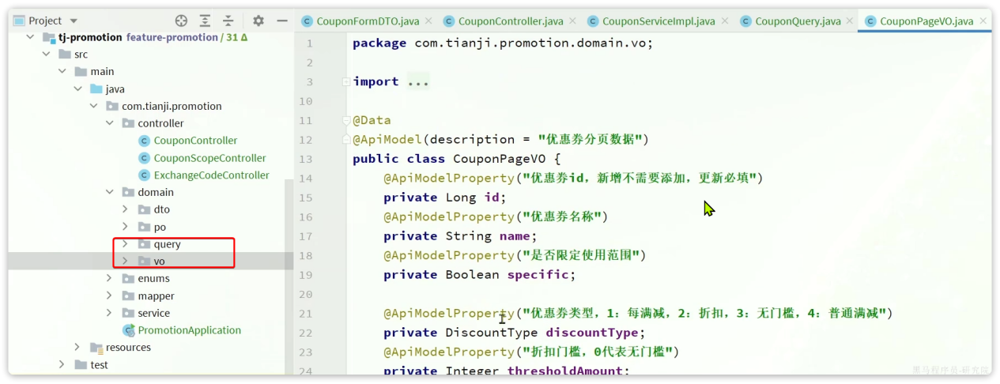 Project
CouponFormDTO.java
CouponController.java
CouponServiceImpl.java
CouponQuery.java
CouponPageVO.java
tj-promotion feature-promotion / 31 Δ
src
main
java
com.tianji.promotion
controller
CouponController
CouponScopeController
ExchangeCodeController
domain
dto
po
query
vo
enums
mapper
service
PromotionApplication
resources
test
1 package com.tianji.promotion.domain.vo;
2
3 import ...
10
11 @Data
12 @ApiModel(description = "优惠券分页数据")
13 public class CouponPageVO {
14 @ApiModelProperty("优惠券id，新增不需要添加，更新必填")
15 private Long id;
16 @ApiModelProperty("优惠券名称")
17 private String name;
18 @ApiModelProperty("是否限定使用范围")
19 private Boolean specific;
20
21 @ApiModelProperty("优惠券类型，1：每满减，2：折扣，3：无门槛，4：普通满减")
22 private DiscountType discountType;
23 @ApiModelProperty("折扣门槛，0代表无门槛")
24 private Integer thresholdAmount;
黑马程序员-研究院